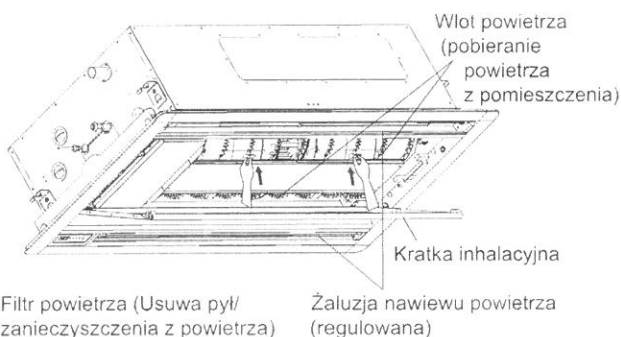 Wlot powietrza
(pobieranie
powietrza
z pomieszczenia)
Kratka inhalacyjna
Filtr powietrza (Usuwa pył/
zanieczyszczenia z powietrza)
Żaluzja nawiewu powietrza
(regulowana)